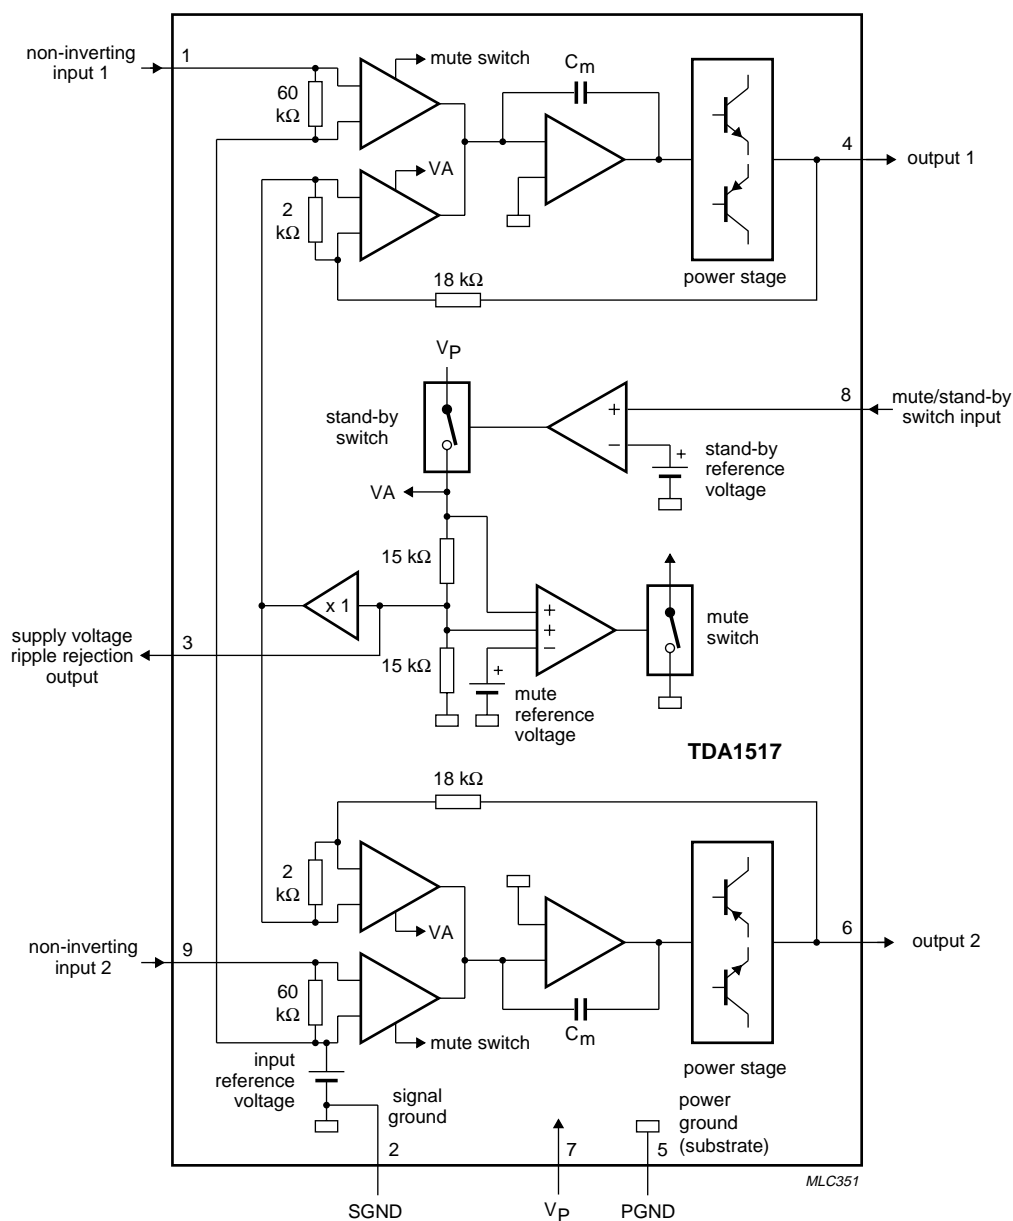 non-inverting
input 1
1
60
kΩ
mute switch
Cm
2
kΩ
VA
18 kΩ
power stage
4
output 1
VP
stand-by
switch
+
−
+
stand-by
reference
voltage
8
mute/stand-by
switch input
VA
15 kΩ
x 1
15 kΩ
+
+
−
+
mute
reference
voltage
mute
switch
supply voltage
ripple rejection
output
3
TDA1517
18 kΩ
2
kΩ
VA
non-inverting
input 2
9
60
kΩ
mute switch
Cm
power stage
6
output 2
input
reference
voltage
signal
ground
power
ground
(substrate)
2
7
5
MLC351
SGND
VP
PGND